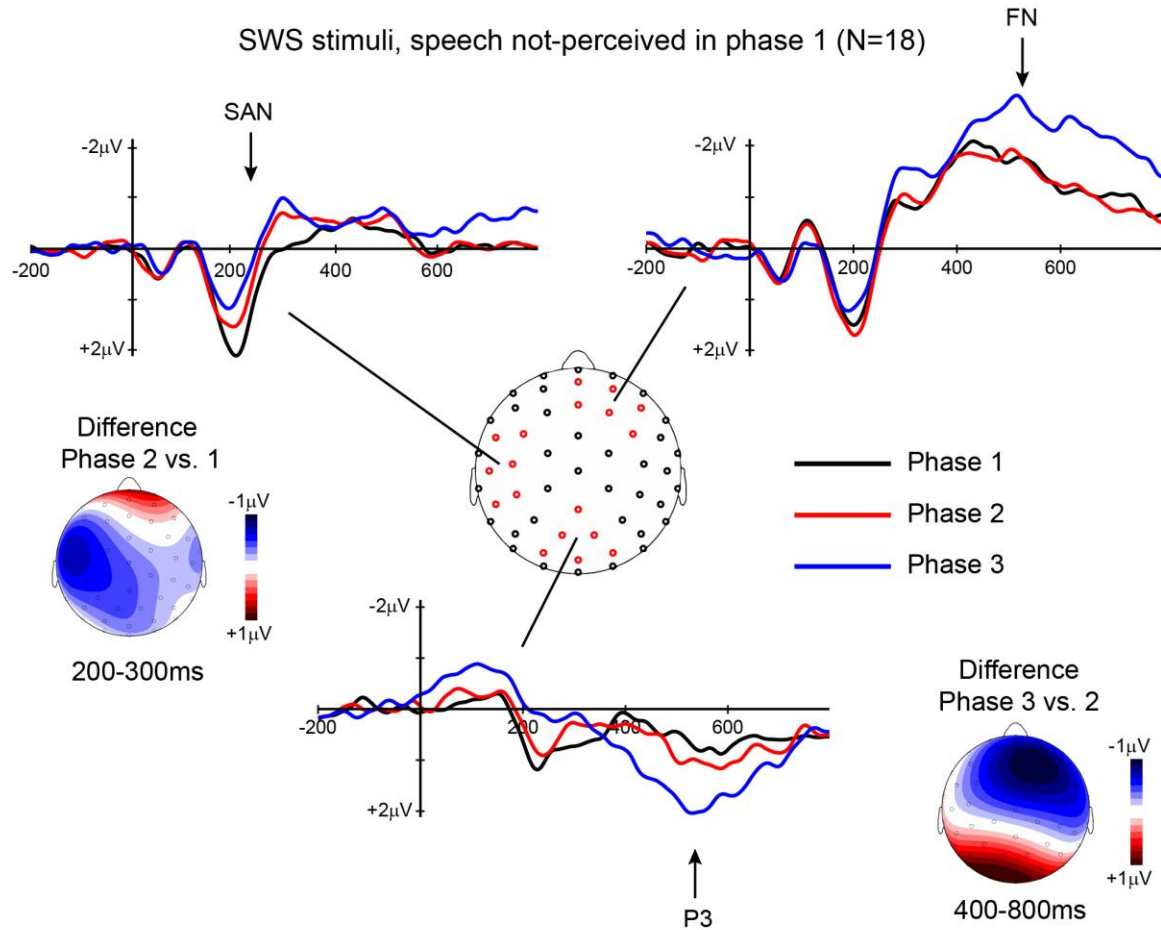 FN
SWS stimuli, speech not-perceived in phase 1 (N=18)
SAN
-2μV
-200 200 400 600
+2μV
-2μV
-200 200 400 600
+2μV
Difference
Phase 2 vs. 1
-1μV
+1μV
200-300ms
Phase 1
Phase 2
Phase 3
-2μV
-200 200 400 600
+2μV
P3
Difference
Phase 3 vs. 2
-1μV
+1μV
400-800ms